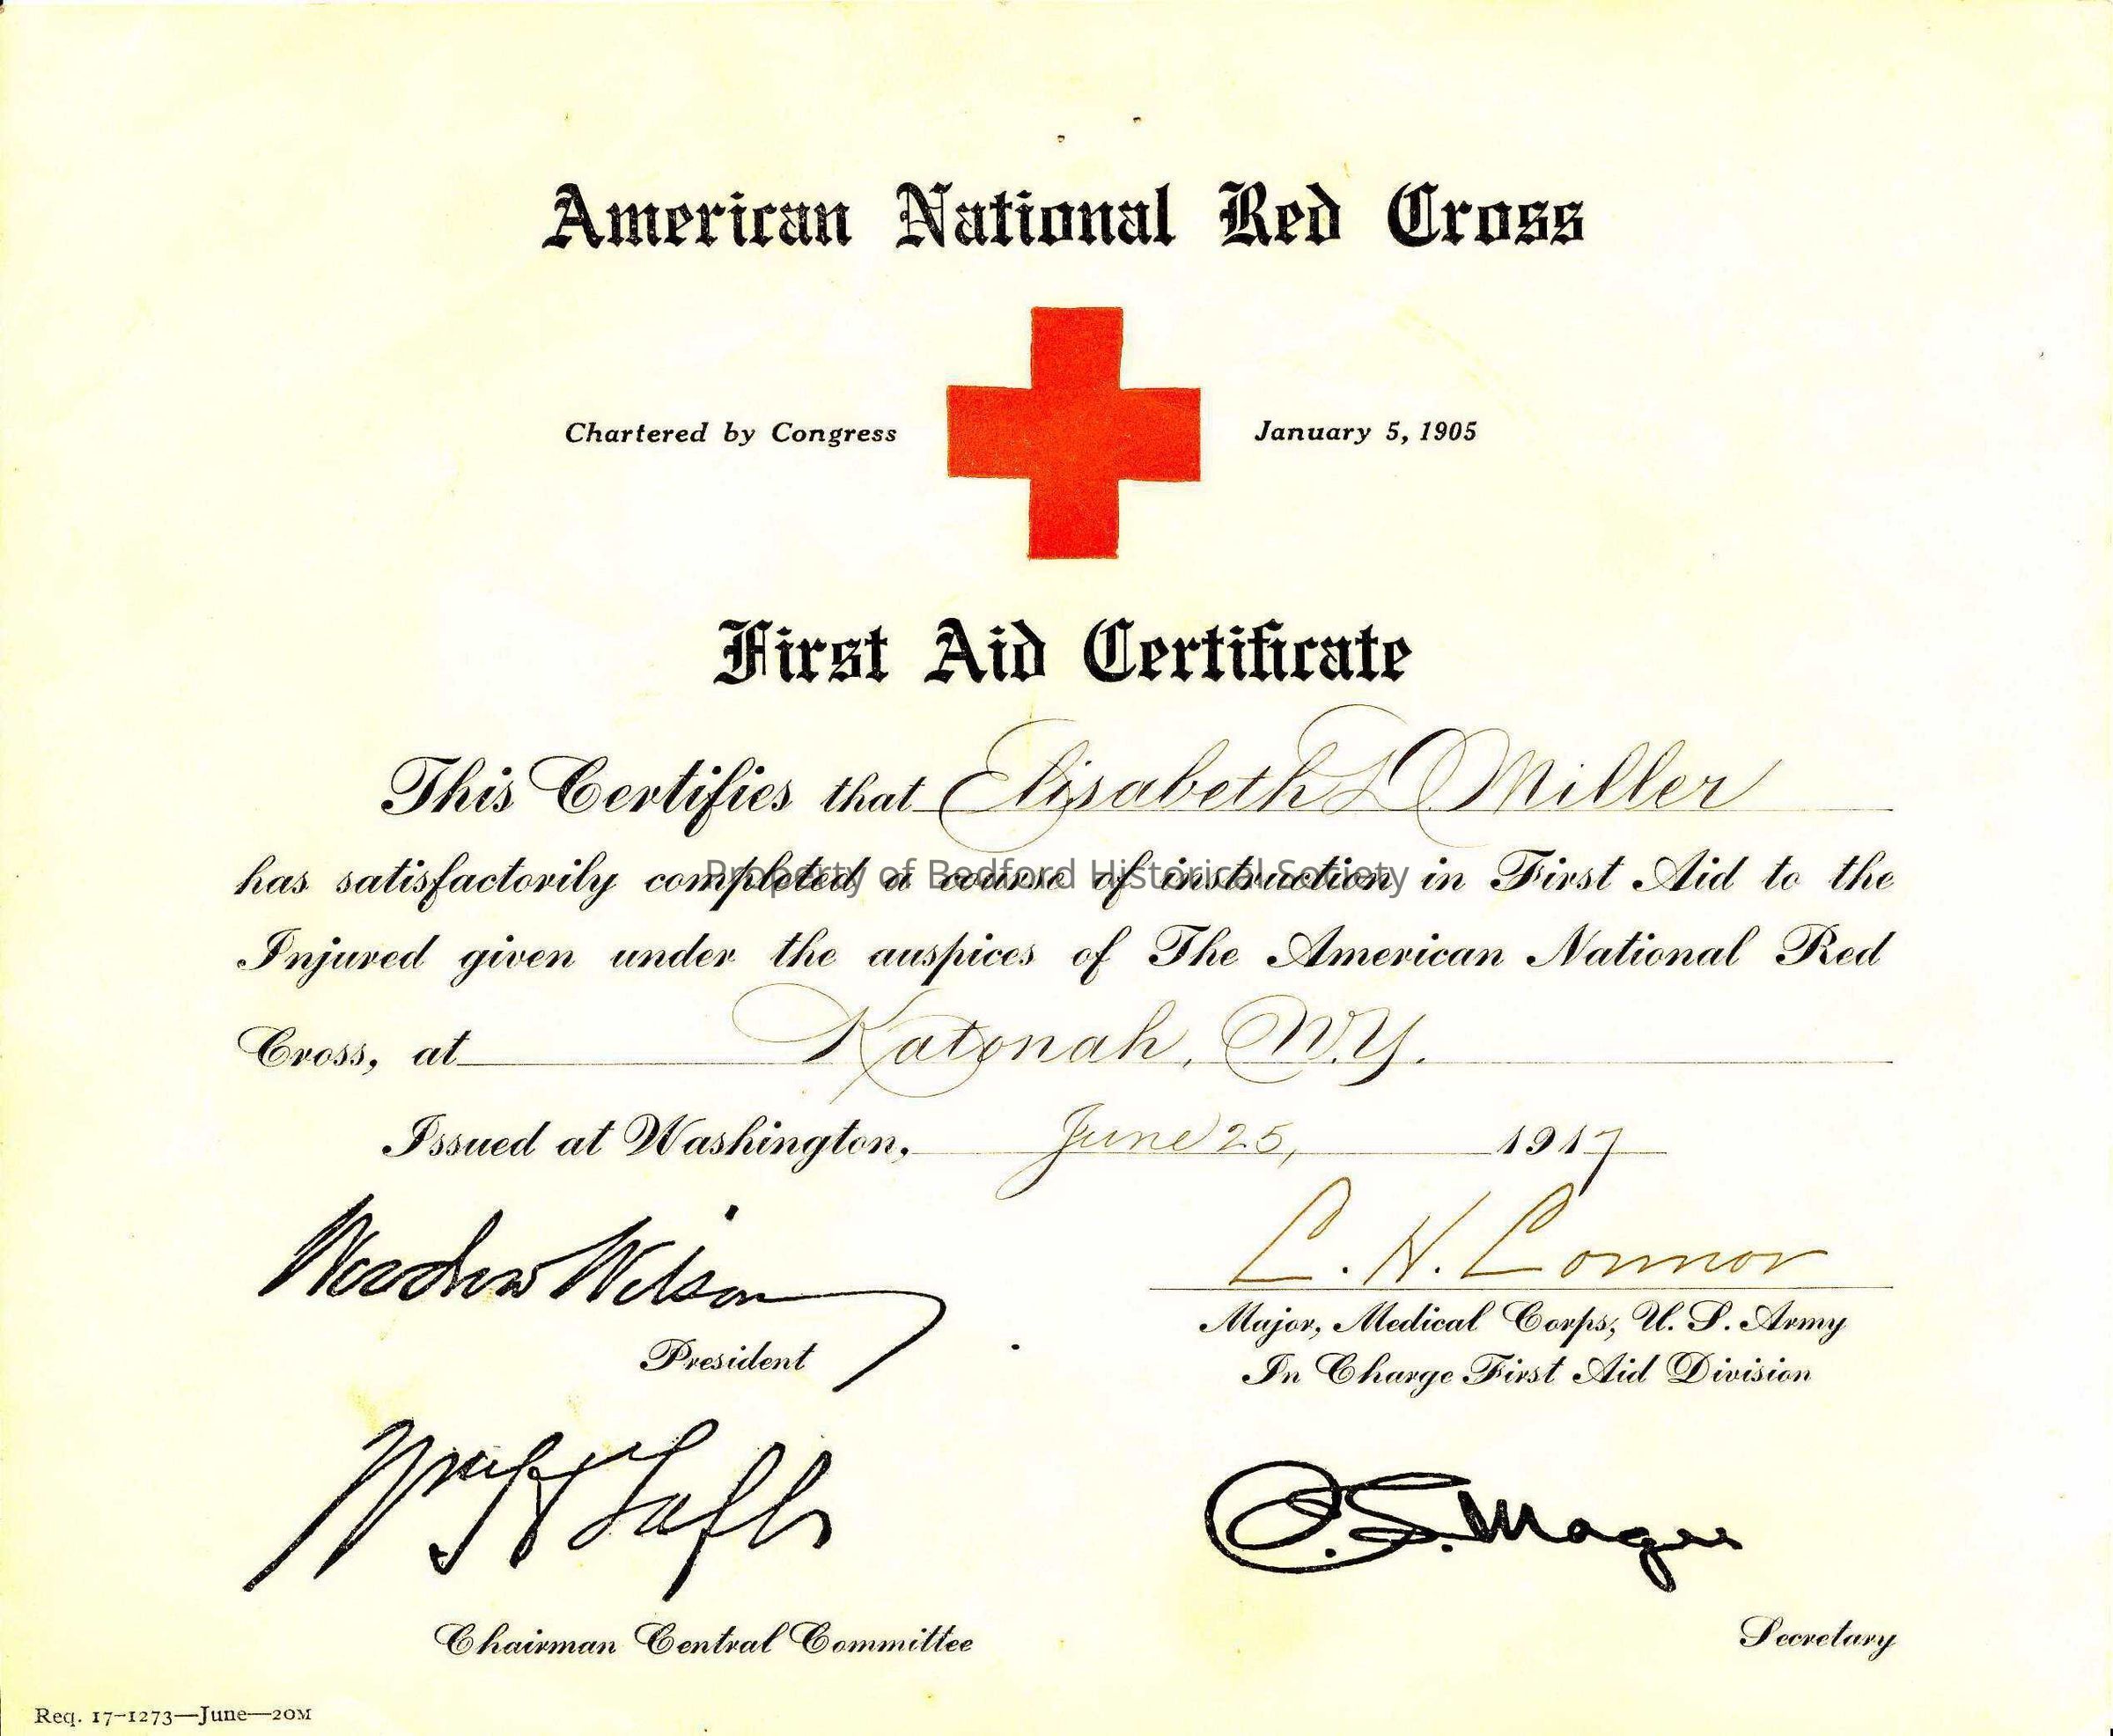 American National Red Cross
Chartered by Congress January 5, 1905
First Aid Certificate
This Certifies that Elisabeth L Miller
has satisfactorily completed a course of instruction in First Aid to the
Property of Bedford Historical Society
Injured given under the auspices of The American National Red
Cross, at Katonah, N.Y.
Issued at Washington, June 25, 1917
Woodrow Wilson
President
C. H. Connor
Major, Medical Corps, U. S. Army
In Charge First Aid Division
Wm H Taft
Chairman Central Committee
C. S. Magee
Secretary
Req. 17-1273—June—20M